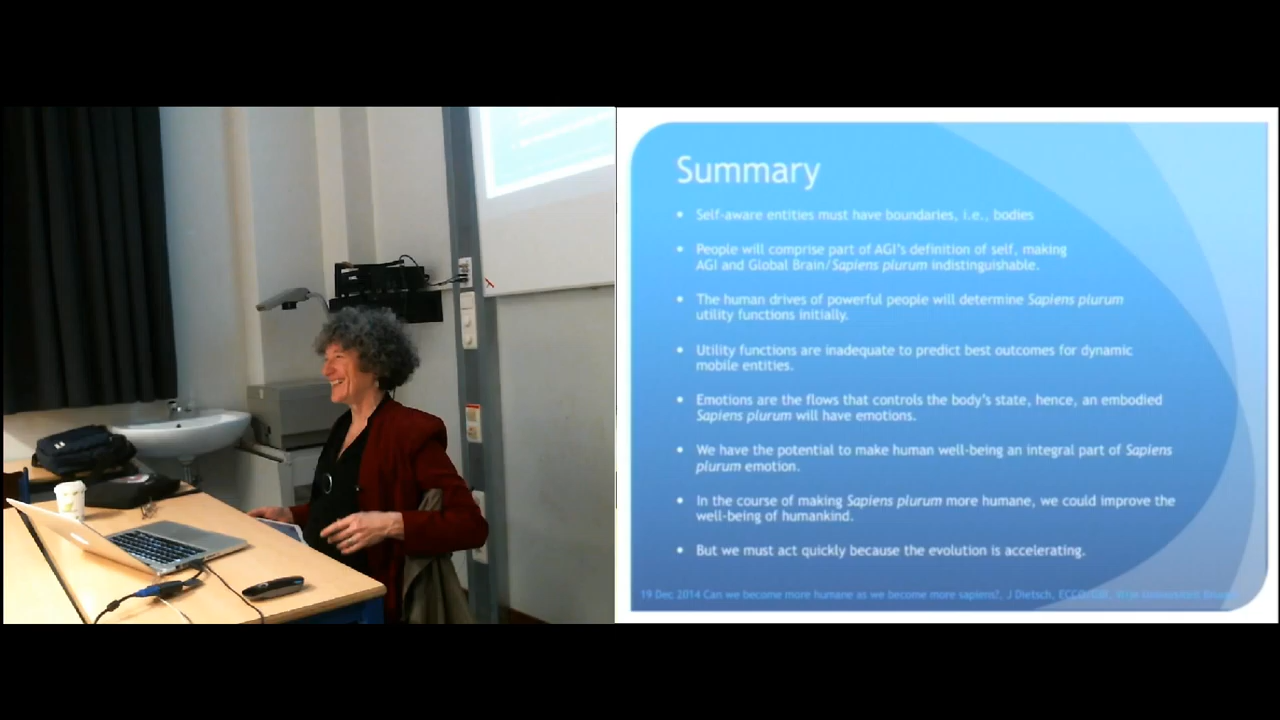 Summary
• Self-aware entities must have boundaries, i.e., bodies
• People will comprise part of AGI's definition of self, making
AGI and Global Brain/Sapiens plurum indistinguishable.
• The human drives of powerful people will determine Sapiens plurum
utility functions initially.
• Utility functions are inadequate to predict best outcomes for dynamic
mobile entities.
• Emotions are the flows that controls the body's state, hence, an embodied
Sapiens plurum will have emotions.
• We have the potential to make human well-being an integral part of Sapiens
plurum emotion.
• In the course of making Sapiens plurum more humane, we could improve the
well-being of humankind.
• But we must act quickly because the evolution is accelerating.
19 Dec 2014 Can we become more humane as we become more sapiens?, J Dietsch,